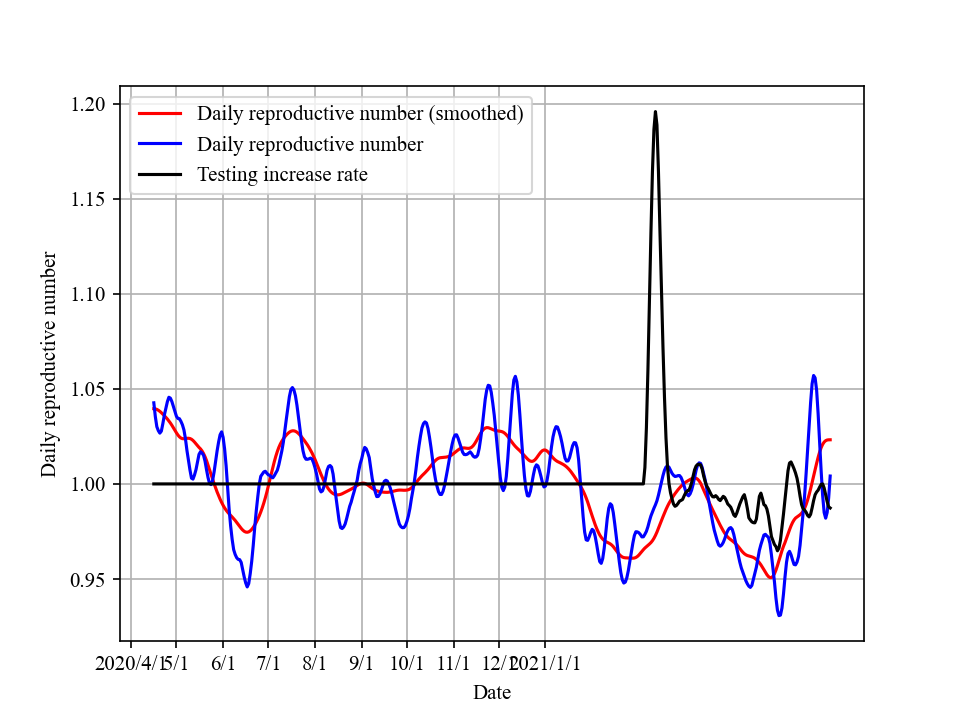 Daily reproductive number (smoothed)
Daily reproductive number
Testing increase rate
1.20
1.15
1.10
1.05
1.00
0.95
Daily reproductive number
2020/4/1 5/1 6/1 7/1 8/1 9/1 10/1 11/1 12/1 2021/1/1
Date